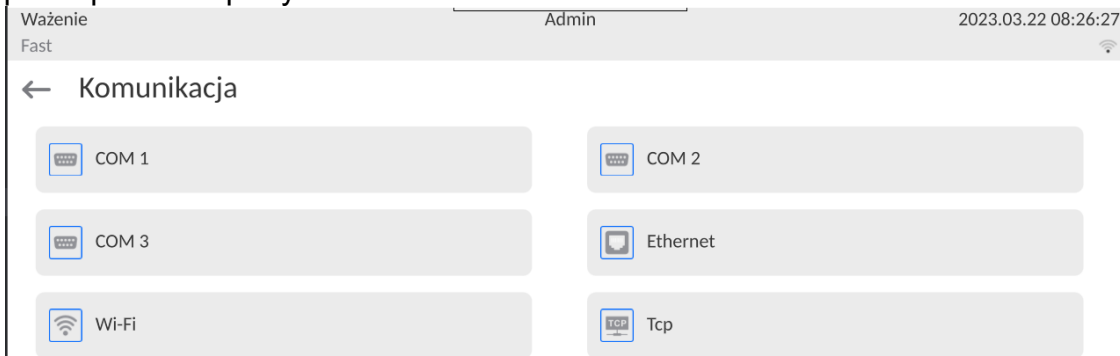 Ważenie Admin 2023.03.22 08:26:27
Fast
Komunikacja
COM 1 COM 2
COM 3 Ethernet
Wi-Fi TCP Tcp